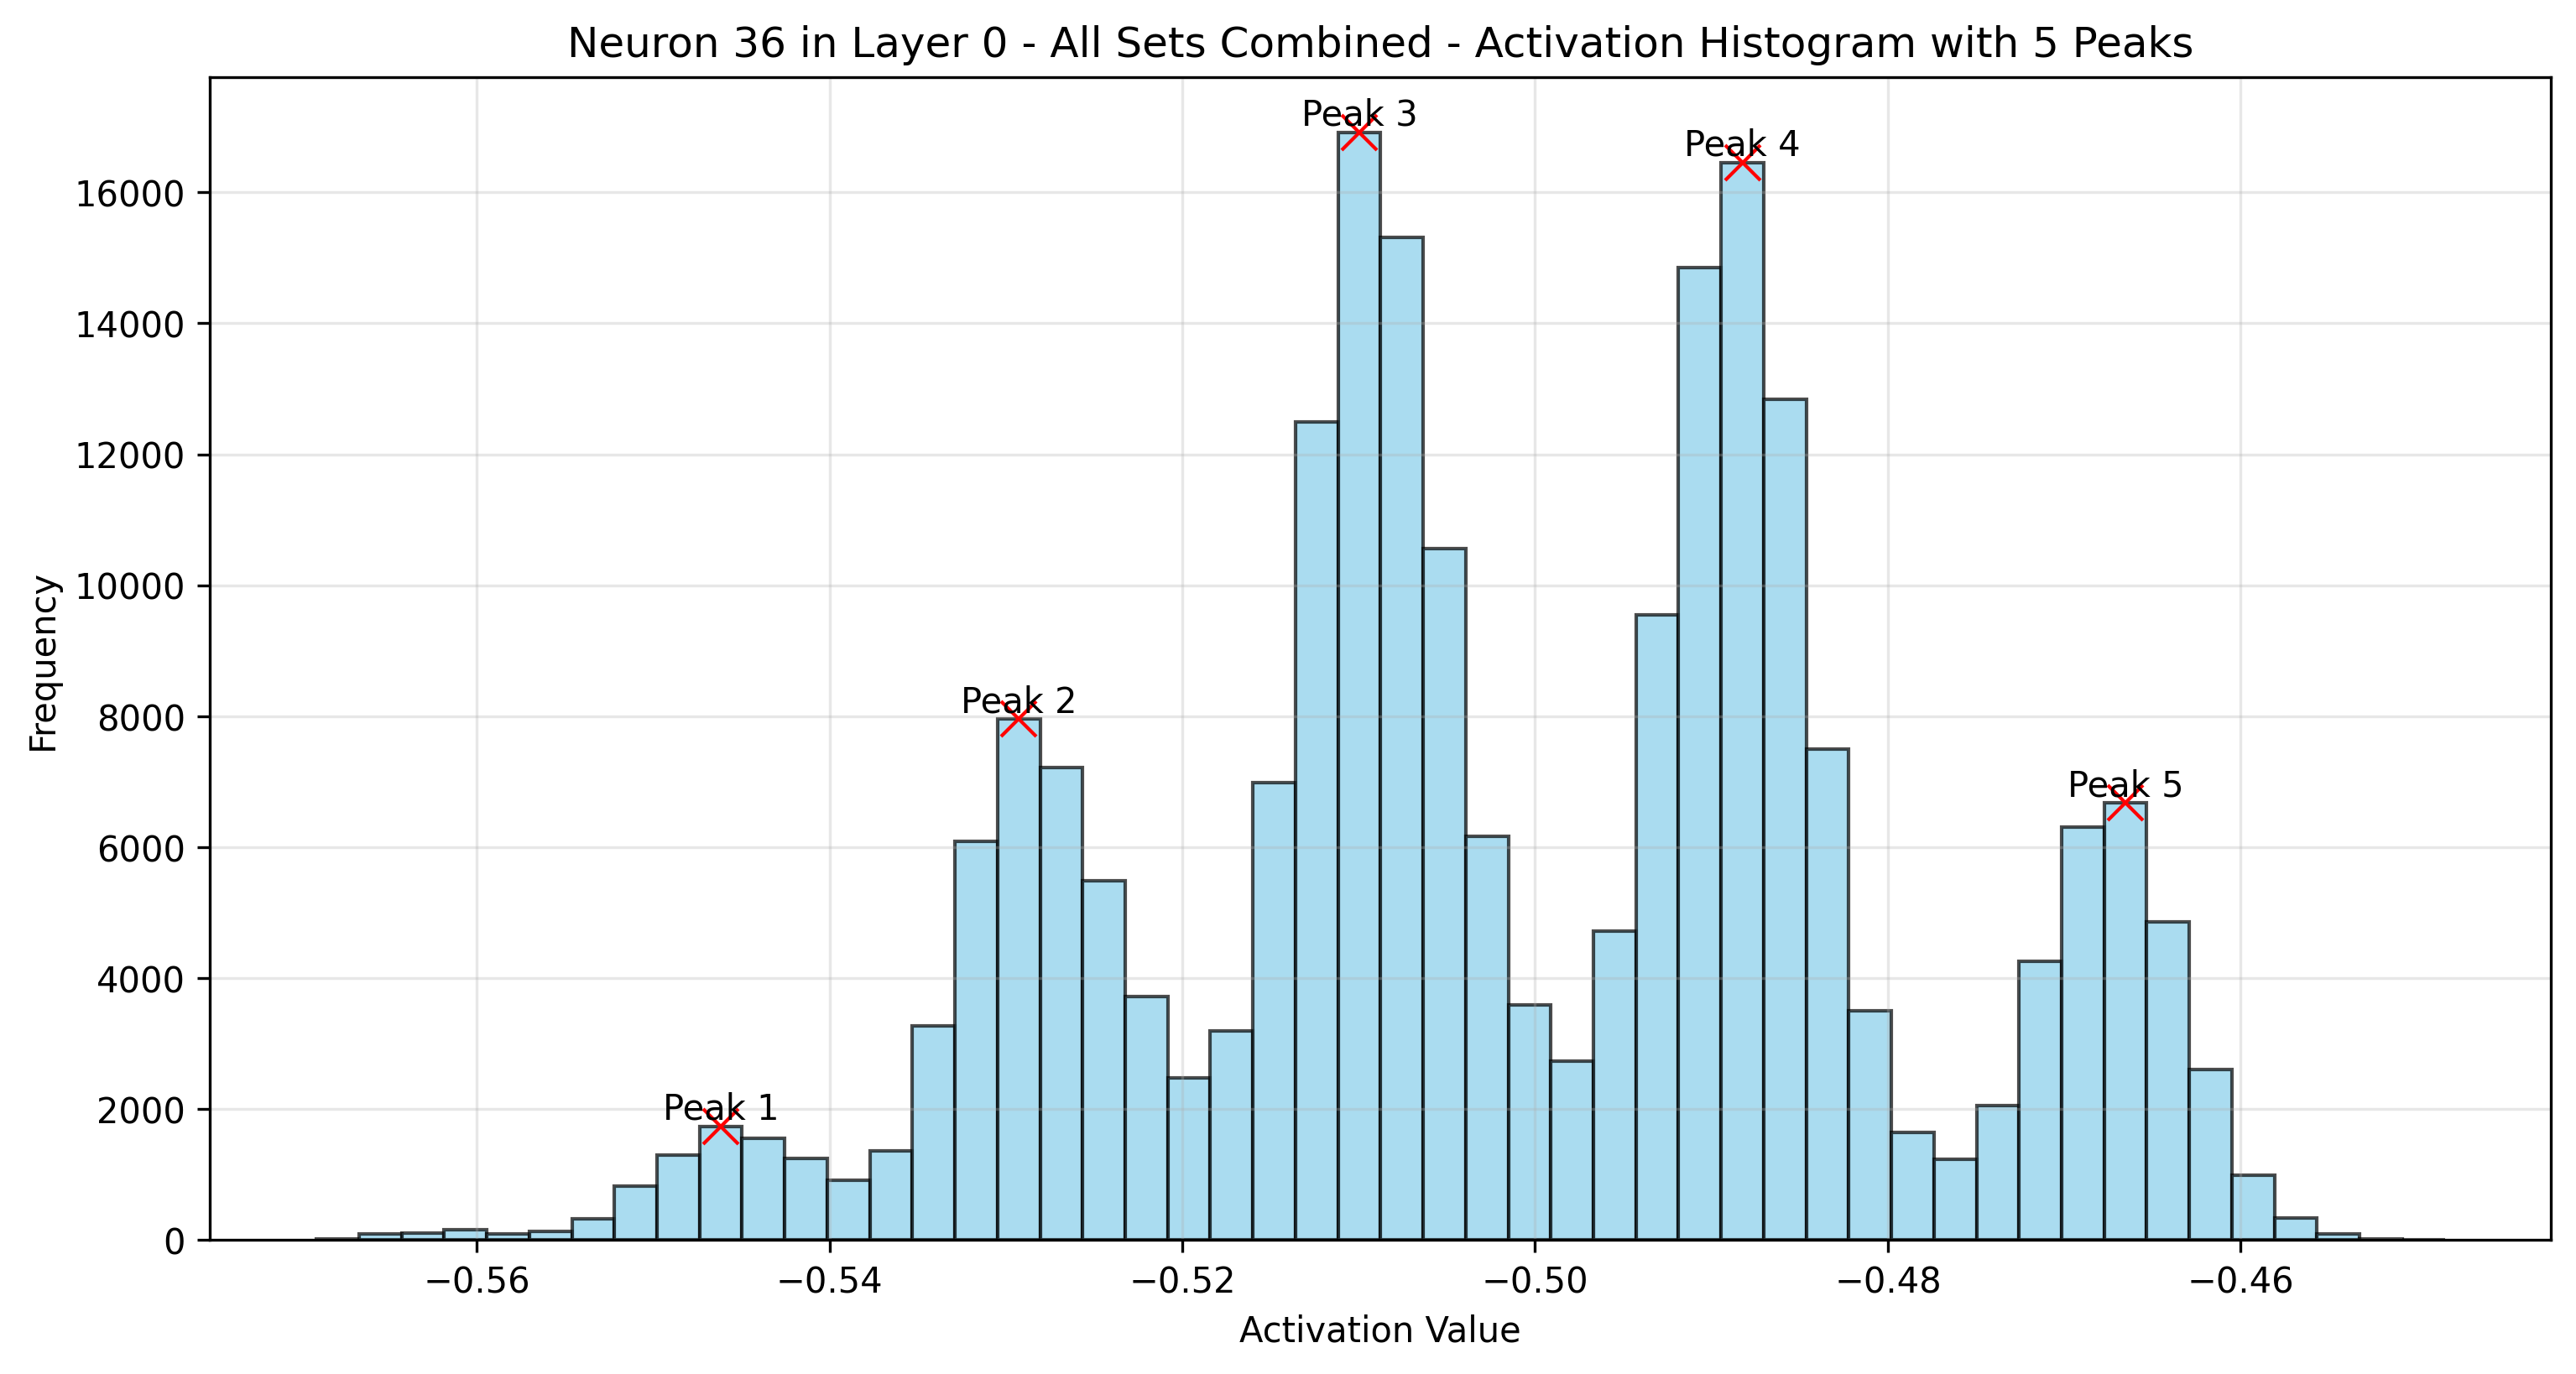 Neuron 36 in Layer 0 - All Sets Combined - Activation Histogram with 5 Peaks
Peak 3
Peak 4
16000
14000
12000
10000
Frequency
Peak 2
8000
Peak 5
6000
4000
Peak 1
2000
0
−0.56
−0.54
−0.52
−0.50
−0.48
−0.46
Activation Value